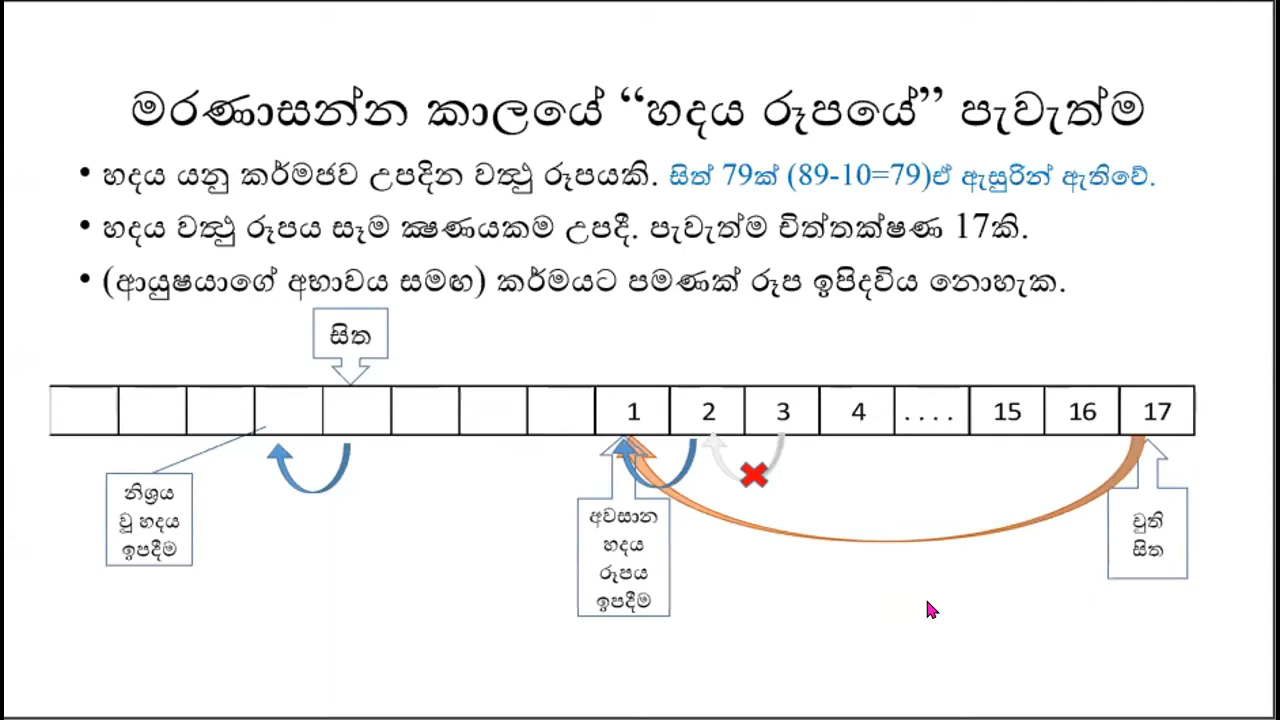 මරණාසන්න කාලයේ “හදය රූපයේ” පැවැත්ම
• හදය යනු කර්මජව උපදින වත්‍ථු රූපයකි. සිත් 79ක් (89-10=79)ඒ ඇසුරින් ඇතිවේ.
• හදය වත්‍ථු රූපය සෑම ක්‍ෂණයකම උපදී. පැවැත්ම චිත්තක්ෂණ 17කි.
• (ආයුෂයාගේ අභාවය සමඟ) කර්මයට පමණක් රූප ඉපිදවිය නොහැක.
සිත
1 2 3 4 .... 15 16 17
නිශ්‍රය
වූ හදය
ඉපදීම
අවසාන
හදය
රූපය
ඉපදීම
චුති
සිත